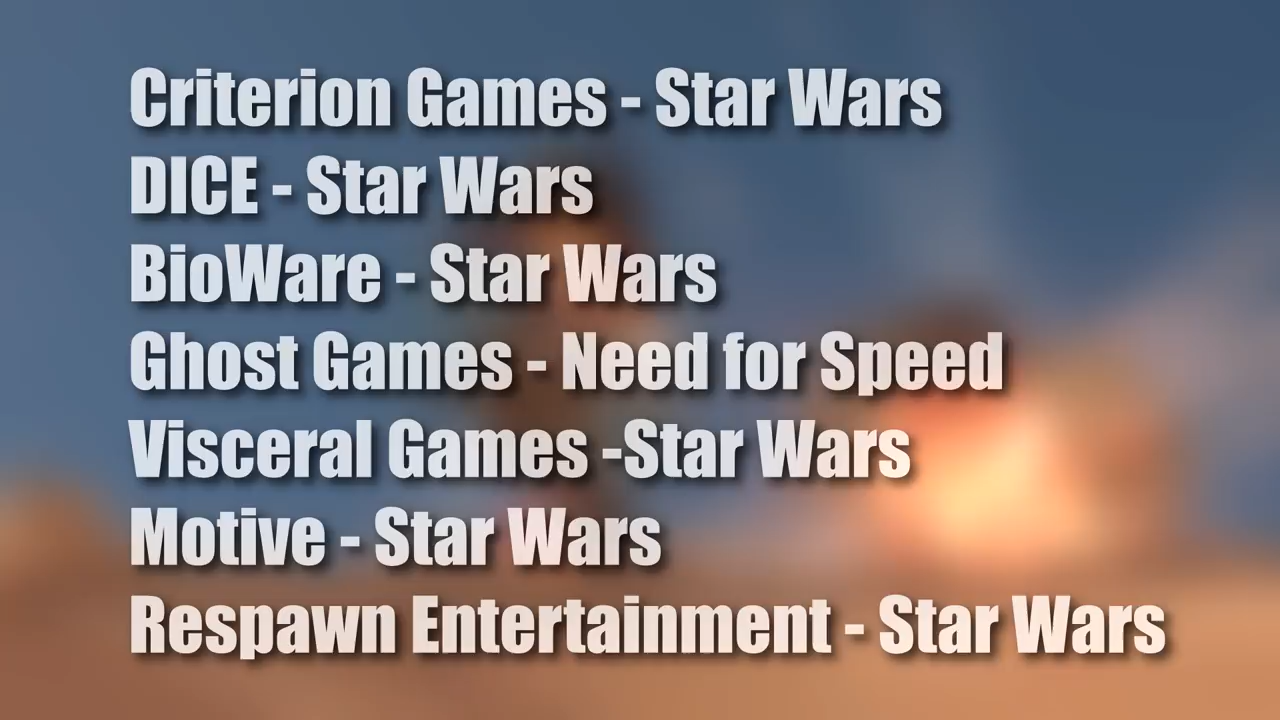 Criterion Games - Star Wars
DICE - Star Wars
BioWare - Star Wars
Ghost Games - Need for Speed
Visceral Games -Star Wars
Motive - Star Wars
Respawn Entertainment - Star Wars